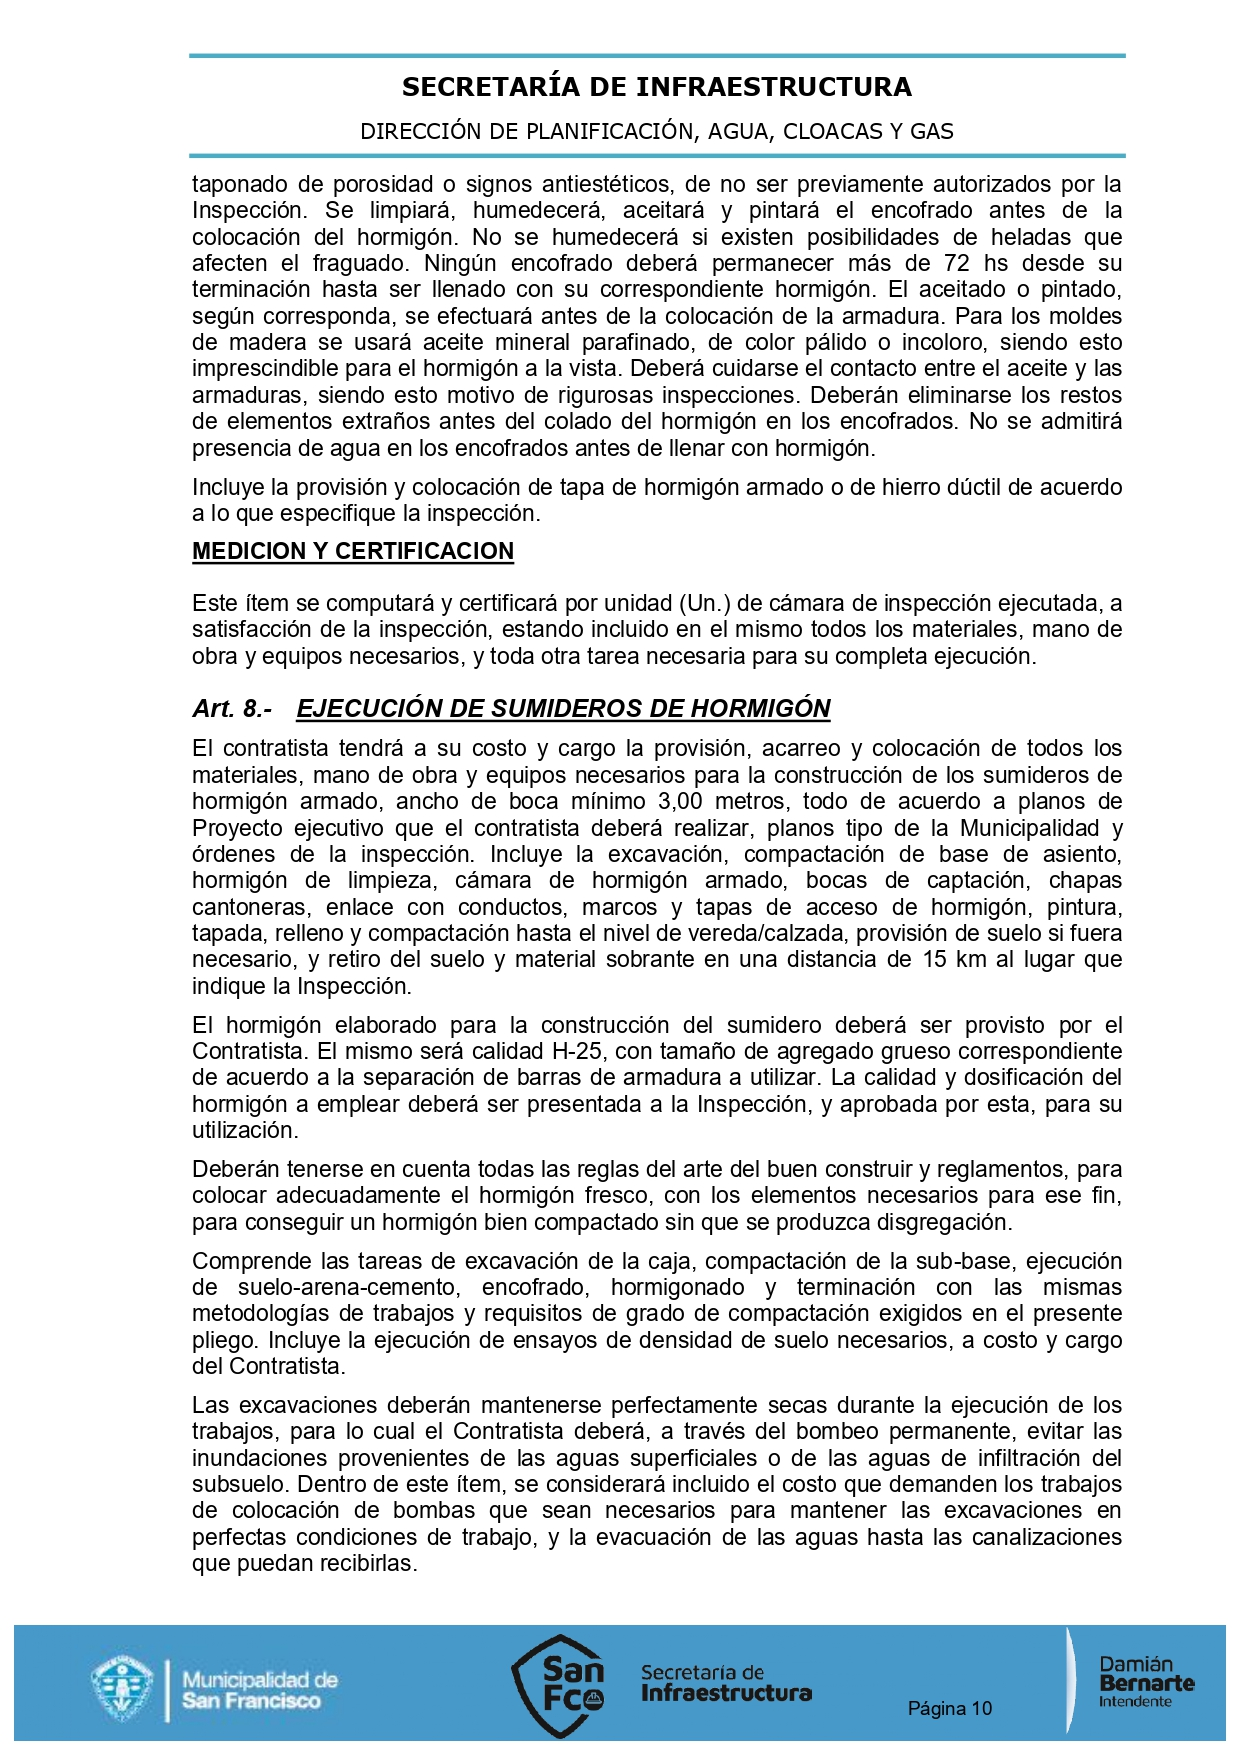 SECRETARÍA DE INFRAESTRUCTURA
DIRECCIÓN DE PLANIFICACIÓN, AGUA, CLOACAS Y GAS
taponado de porosidad o signos antiestéticos, de no ser previamente autorizados por la
Inspección. Se limpiará, humedecerá, aceitará y pintará el encofrado antes de la
colocación del hormigón. No se humedecerá si existen posibilidades de heladas que
afecten el fraguado. Ningún encofrado deberá permanecer más de 72 hs desde su
terminación hasta ser llenado con su correspondiente hormigón. El aceitado o pintado,
según corresponda, se efectuará antes de la colocación de la armadura. Para los moldes
de madera se usará aceite mineral parafinado, de color pálido o incoloro, siendo esto
imprescindible para el hormigón a la vista. Deberá cuidarse el contacto entre el aceite y las
armaduras, siendo esto motivo de rigurosas inspecciones. Deberán eliminarse los restos
de elementos extraños antes del colado del hormigón en los encofrados. No se admitirá
presencia de agua en los encofrados antes de llenar con hormigón.
Incluye la provisión y colocación de tapa de hormigón armado o de hierro dúctil de acuerdo
a lo que especifique la inspección.
MEDICION Y CERTIFICACION
Este ítem se computará y certificará por unidad (Un.) de cámara de inspección ejecutada, a
satisfacción de la inspección, estando incluido en el mismo todos los materiales, mano de
obra y equipos necesarios, y toda otra tarea necesaria para su completa ejecución.
Art. 8.- EJECUCIÓN DE SUMIDEROS DE HORMIGÓN
El contratista tendrá a su costo y cargo la provisión, acarreo y colocación de todos los
materiales, mano de obra y equipos necesarios para la construcción de los sumideros de
hormigón armado, ancho de boca mínimo 3,00 metros, todo de acuerdo a planos de
Proyecto ejecutivo que el contratista deberá realizar, planos tipo de la Municipalidad y
órdenes de la inspección. Incluye la excavación, compactación de base de asiento,
hormigón de limpieza, cámara de hormigón armado, bocas de captación, chapas
cantoneras, enlace con conductos, marcos y tapas de acceso de hormigón, pintura,
tapada, relleno y compactación hasta el nivel de vereda/calzada, provisión de suelo si fuera
necesario, y retiro del suelo y material sobrante en una distancia de 15 km al lugar que
indique la Inspección.
El hormigón elaborado para la construcción del sumidero deberá ser provisto por el
Contratista. El mismo será calidad H-25, con tamaño de agregado grueso correspondiente
de acuerdo a la separación de barras de armadura a utilizar. La calidad y dosificación del
hormigón a emplear deberá ser presentada a la Inspección, y aprobada por esta, para su
utilización.
Deberán tenerse en cuenta todas las reglas del arte del buen construir y reglamentos, para
colocar adecuadamente el hormigón fresco, con los elementos necesarios para ese fin,
para conseguir un hormigón bien compactado sin que se produzca disgregación.
Comprende las tareas de excavación de la caja, compactación de la sub-base, ejecución
de suelo-arena-cemento, encofrado, hormigonado y terminación con las mismas
metodologías de trabajos y requisitos de grado de compactación exigidos en el presente
pliego. Incluye la ejecución de ensayos de densidad de suelo necesarios, a costo y cargo
del Contratista.
Las excavaciones deberán mantenerse perfectamente secas durante la ejecución de los
trabajos, para lo cual el Contratista deberá, a través del bombeo permanente, evitar las
inundaciones provenientes de las aguas superficiales o de las aguas de infiltración del
subsuelo. Dentro de este ítem, se considerará incluido el costo que demanden los trabajos
de colocación de bombas que sean necesarios para mantener las excavaciones en
perfectas condiciones de trabajo, y la evacuación de las aguas hasta las canalizaciones
que puedan recibirlas.
Municipalidad de
San Francisco
San
Fco
Secretaría de
Infraestructura
Página 10
Damián
Bernarte
Intendente